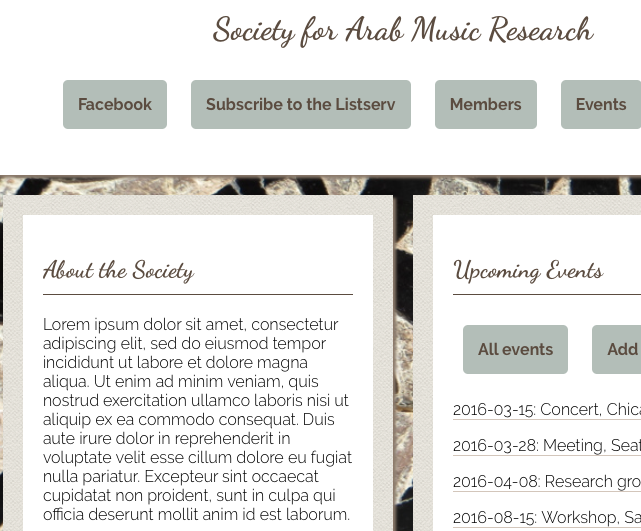 Society for Arab Music Research
Facebook
Subscribe to the Listserv
Members
Events
About the Society
Lorem ipsum dolor sit amet, consectetur
adipiscing elit, sed do eiusmod tempor
incididunt ut labore et dolore magna
aliqua. Ut enim ad minim veniam, quis
nostrud exercitation ullamco laboris nisi ut
aliquip ex ea commodo consequat. Duis
aute irure dolor in reprehenderit in
voluptate velit esse cillum dolore eu fugiat
nulla pariatur. Excepteur sint occaecat
cupidatat non proident, sunt in culpa qui
officia deserunt mollit anim id est laborum.
Upcoming Events
All events
Add
2016-03-15: Concert,
2016-03-28: Meeting,
2016-04-08: Research
2016-08-15: Workshop,